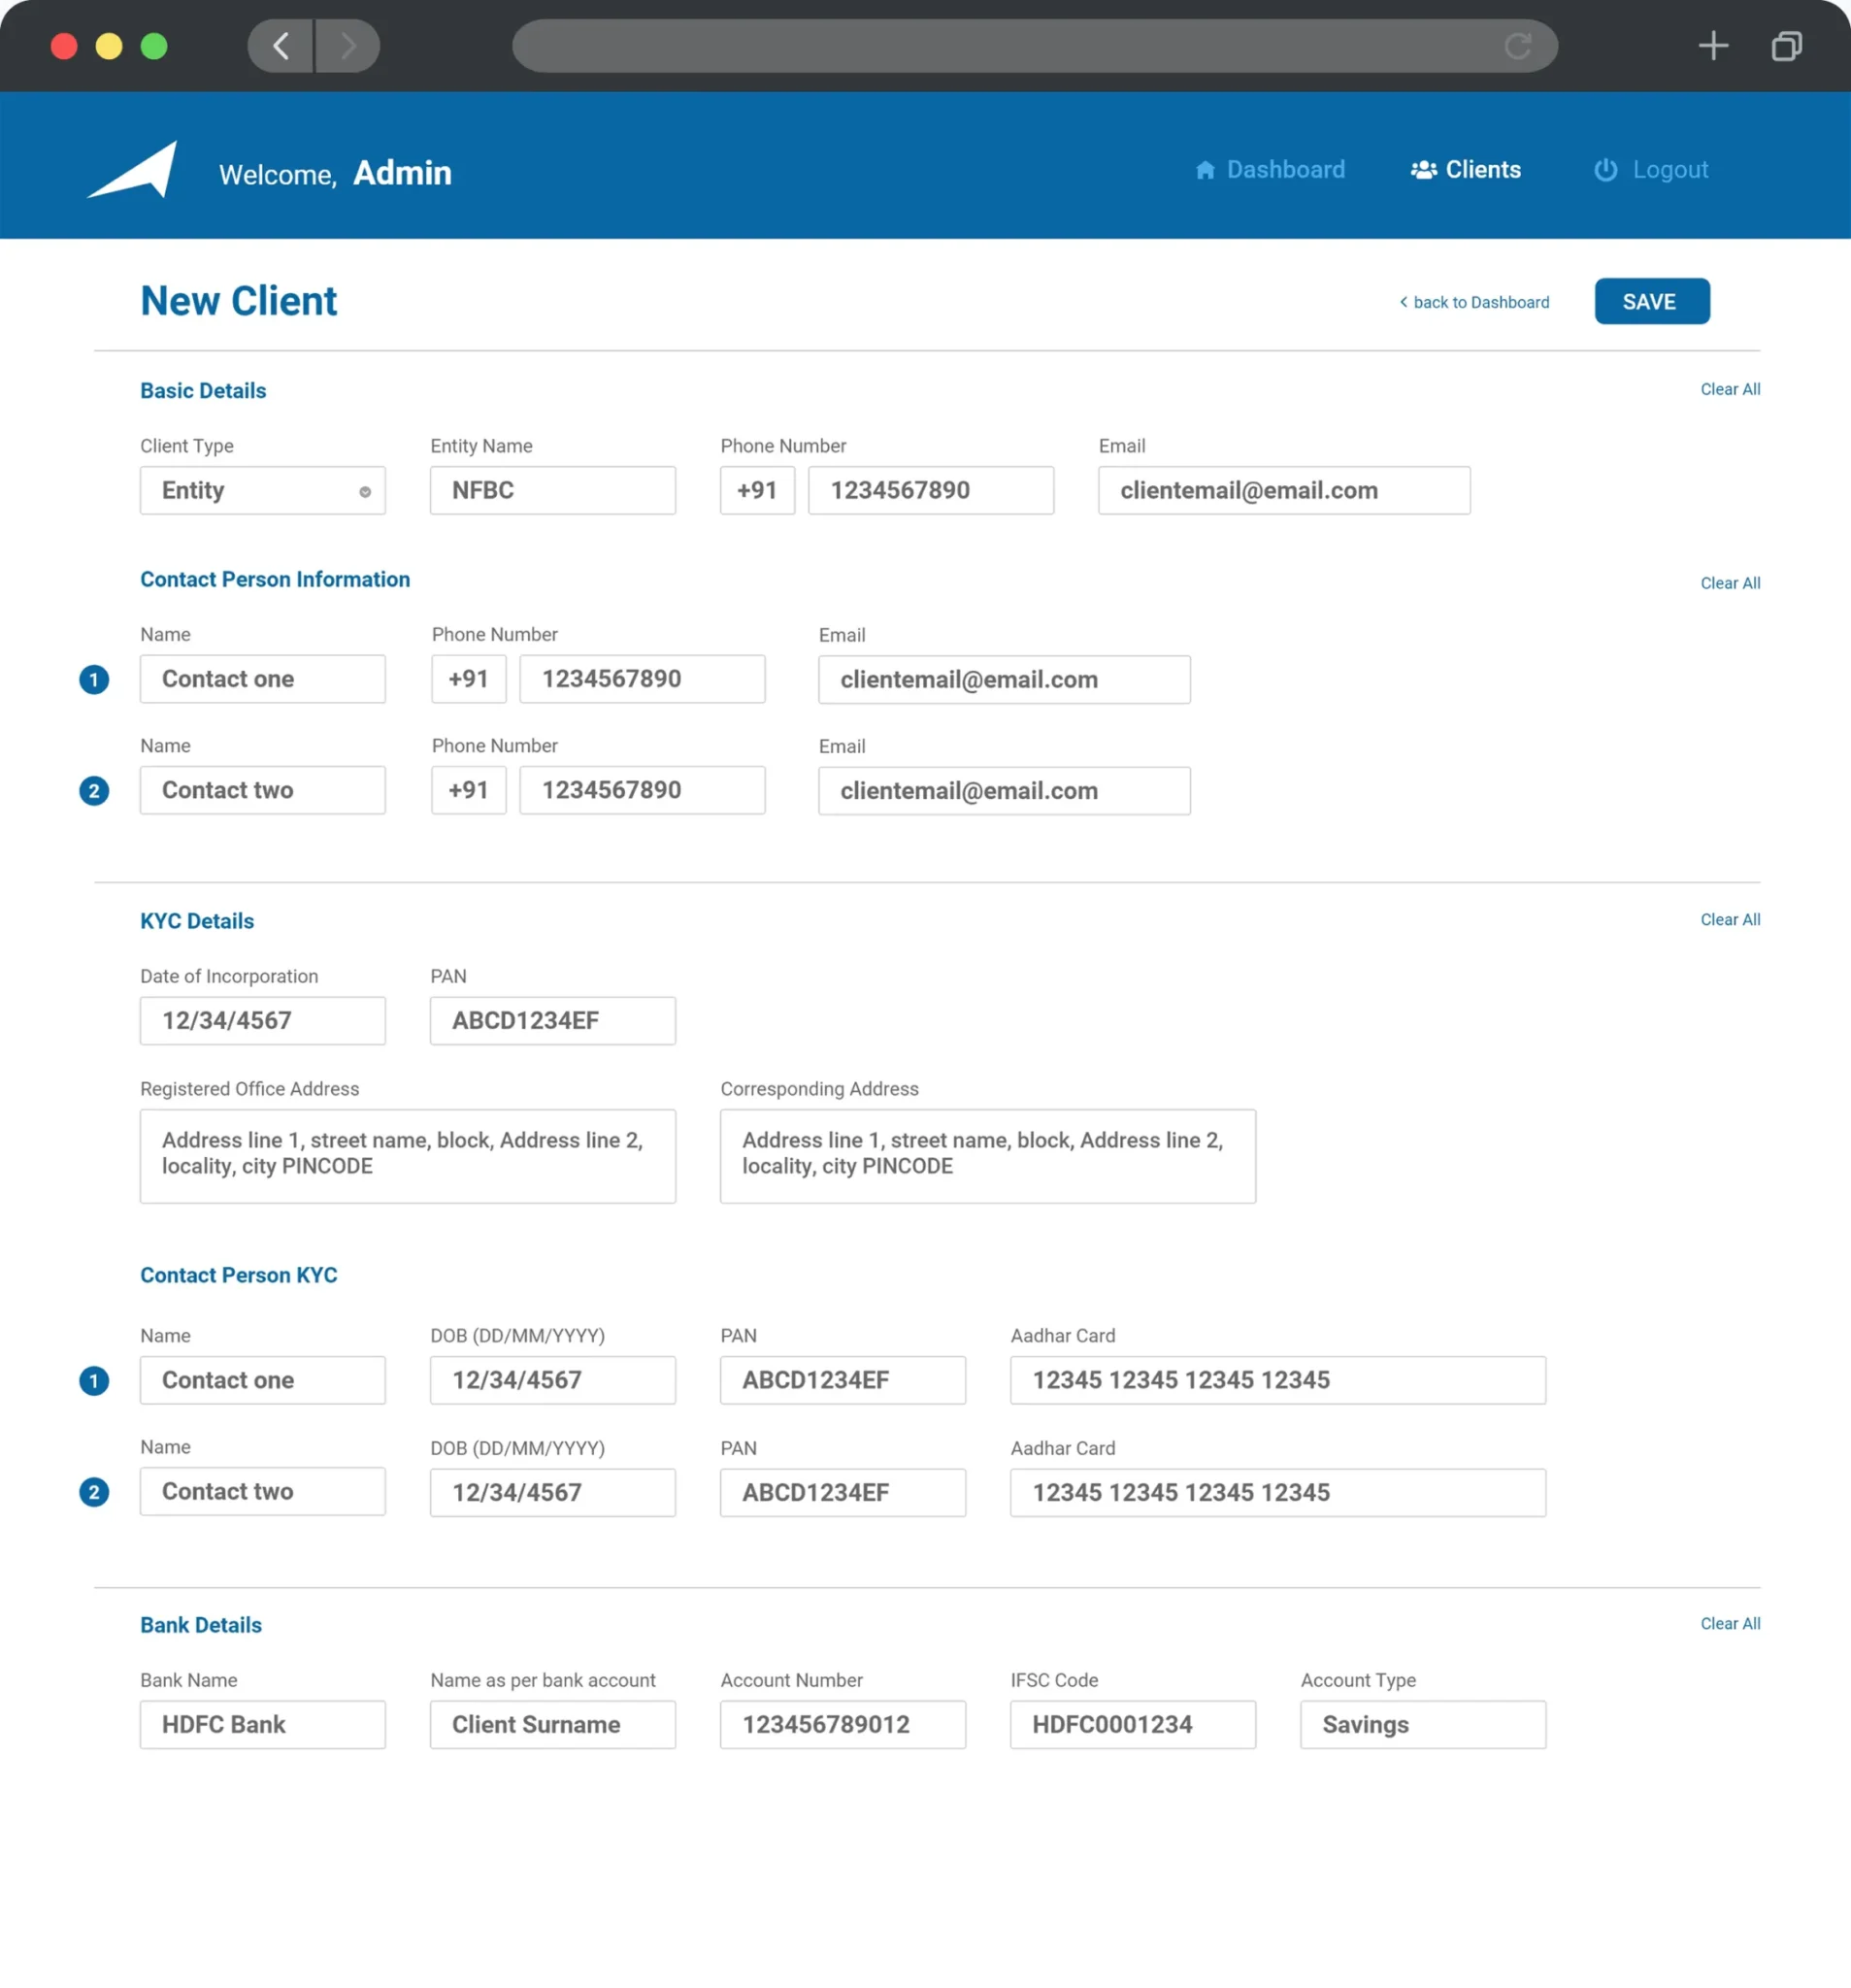 Welcome, Admin
Dashboard
Clients
Logout
New Client
< back to Dashboard
SAVE
Basic Details
Clear All
Client Type
Entity Name
Phone Number
Email
Entity
NFBC
+91
1234567890
clientemail@email.com
Contact Person Information
Clear All
Name
Phone Number
Email
1
Contact one
+91
1234567890
clientemail@email.com
Name
Phone Number
Email
2
Contact two
+91
1234567890
clientemail@email.com
KYC Details
Clear All
Date of Incorporation
PAN
12/34/4567
ABCD1234EF
Registered Office Address
Corresponding Address
Address line 1, street name, block, Address line 2,
locality, city PINCODE
Address line 1, street name, block, Address line 2,
locality, city PINCODE
Contact Person KYC
Name
DOB (DD/MM/YYYY)
PAN
Aadhar Card
1
Contact one
12/34/4567
ABCD1234EF
12345 12345 12345 12345
Name
DOB (DD/MM/YYYY)
PAN
Aadhar Card
2
Contact two
12/34/4567
ABCD1234EF
12345 12345 12345 12345
Bank Details
Clear All
Bank Name
Name as per bank account
Account Number
IFSC Code
Account Type
HDFC Bank
Client Surname
123456789012
HDFC0001234
Savings